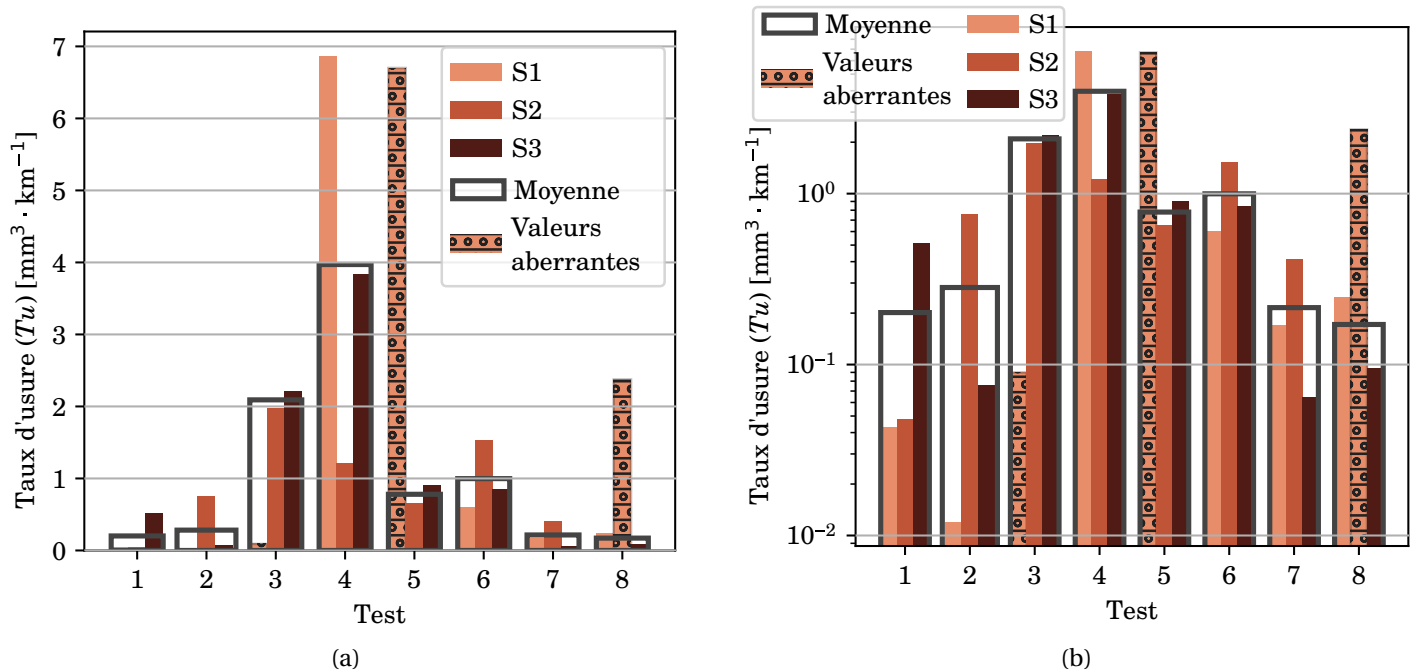 7
6
5
4
3
2
1
0
Taux d'usure (Tu) [mm³ · km⁻¹]
S1
S2
S3
Moyenne
Valeurs
aberrantes
1 2 3 4 5 6 7 8
Test
(a)
Moyenne
Valeurs
aberrantes
S1
S2
S3
Taux d'usure (Tu) [mm³ · km⁻¹]
10⁰
10⁻¹
10⁻²
1 2 3 4 5 6 7 8
Test
(b)